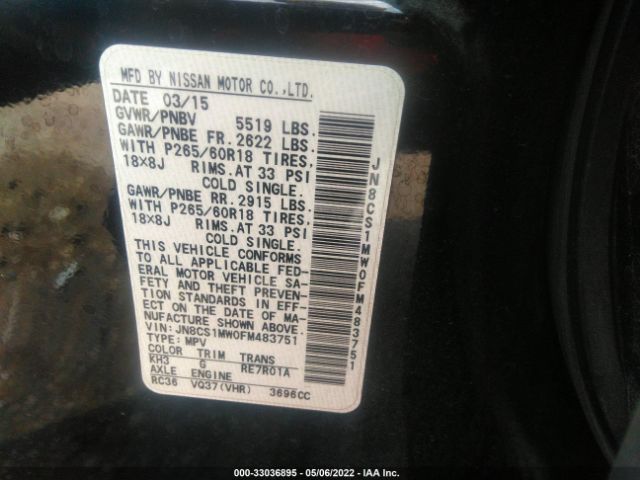 MFD BY NISSAN MOTOR CO.,LTD.
DATE 03/15
GVWR/PNBV 5519 LBS.
GAWR/PNBE FR. 2622 LBS.
WITH P265/60R18 TIRES,
18X8J RIMS. AT 33 PSI
COLD SINGLE.
GAWR/PNBE RR. 2915 LBS.
WITH P265/60R18 TIRES,
18X8J RIMS. AT 33 PSI
COLD SINGLE.
THIS VEHICLE CONFORMS
TO ALL APPLICABLE FED-
ERAL MOTOR VEHICLE SA-
FETY AND THEFT PREVEN-
TION STANDARDS IN EFF-
ECT ON THE DATE OF MA-
NUFACTURE SHOWN ABOVE.
VIN: JN8CS1MW0FM483751
TYPE: MPV
COLOR TRIM TRANS
KH3 G RE7R01A
AXLE ENGINE
RC36 VQ37(VHR) 3696CC
JN8CS1MW0FM483751
000-33036895 - 05/06/2022 - IAA Inc.